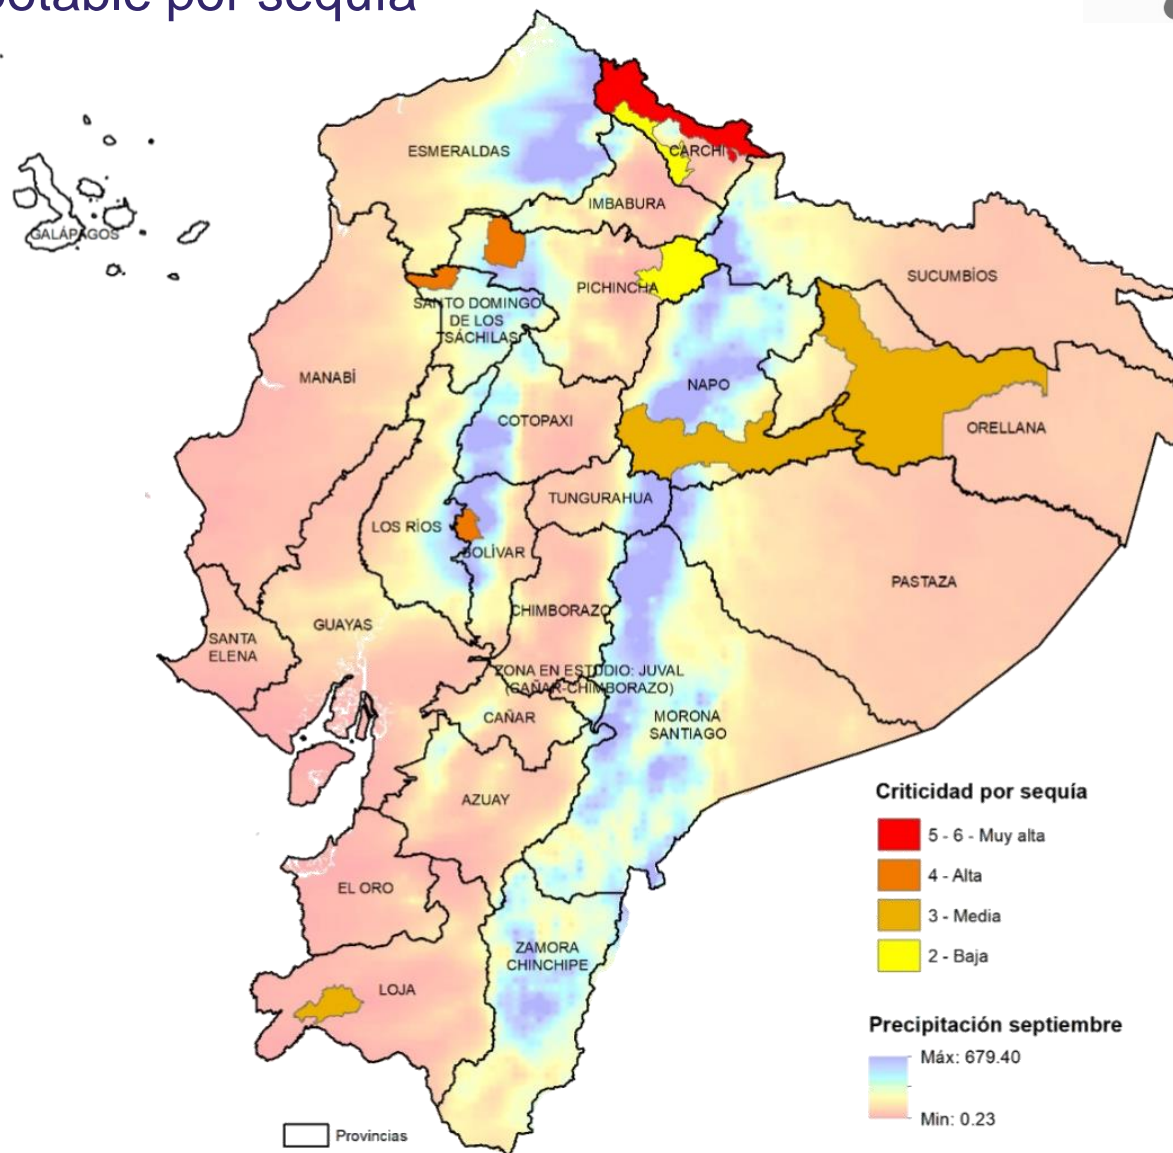 potable por sequía
ESMERALDAS
CARCHI
IMBABURA
GALÁPAGOS
SUCUMBÍOS
PICHINCHA
SANTO DOMINGO
DE LOS
TSÁCHILAS
MANABÍ
NAPO
COTOPAXI
ORELLANA
TUNGURAHUA
LOS RÍOS
BOLÍVAR
PASTAZA
CHIMBORAZO
GUAYAS
SANTA
ELENA
ZONA EN ESTUDIO: JUVAL
(CAÑAR-CHIMBORAZO)
CAÑAR
MORONA
SANTIAGO
AZUAY
EL ORO
ZAMORA
CHINCHIPE
LOJA
Criticidad por sequía
5 - 6 - Muy alta
4 - Alta
3 - Media
2 - Baja
Precipitación septiembre
Máx: 679.40
Min: 0.23
Provincias